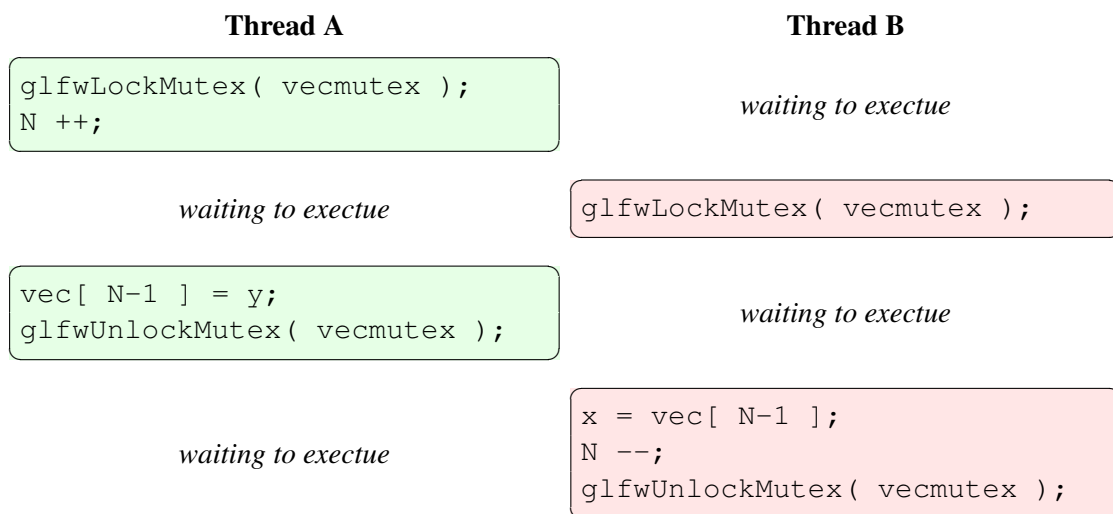 Thread A
Thread B
glfwLockMutex( vecmutex );
N ++;
waiting to exectue
waiting to exectue
glfwLockMutex( vecmutex );
vec[ N-1 ] = y;
glfwUnlockMutex( vecmutex );
waiting to exectue
waiting to exectue
x = vec[ N-1 ];
N --;
glfwUnlockMutex( vecmutex );